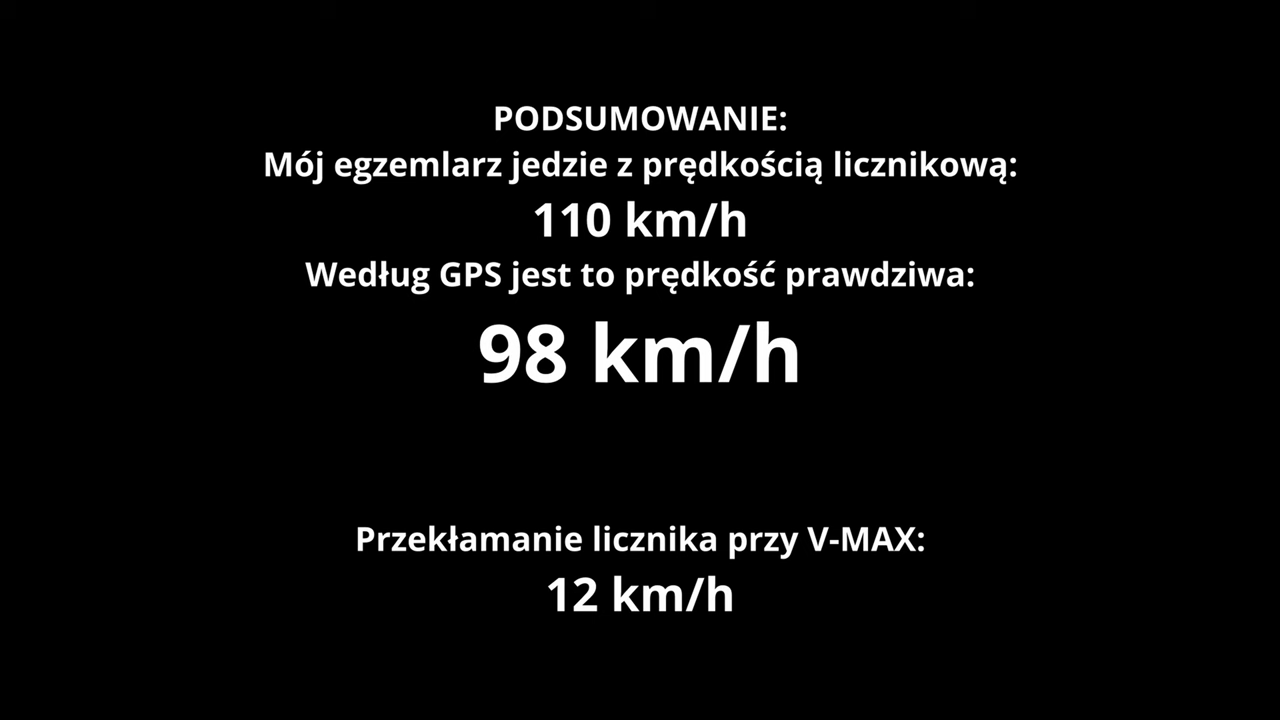 PODSUMOWANIE:
Mój egzemlarz jedzie z prędkością licznikową:
110 km/h
Według GPS jest to prędkość prawdziwa:
98 km/h
Przekłamanie licznika przy V-MAX:
12 km/h